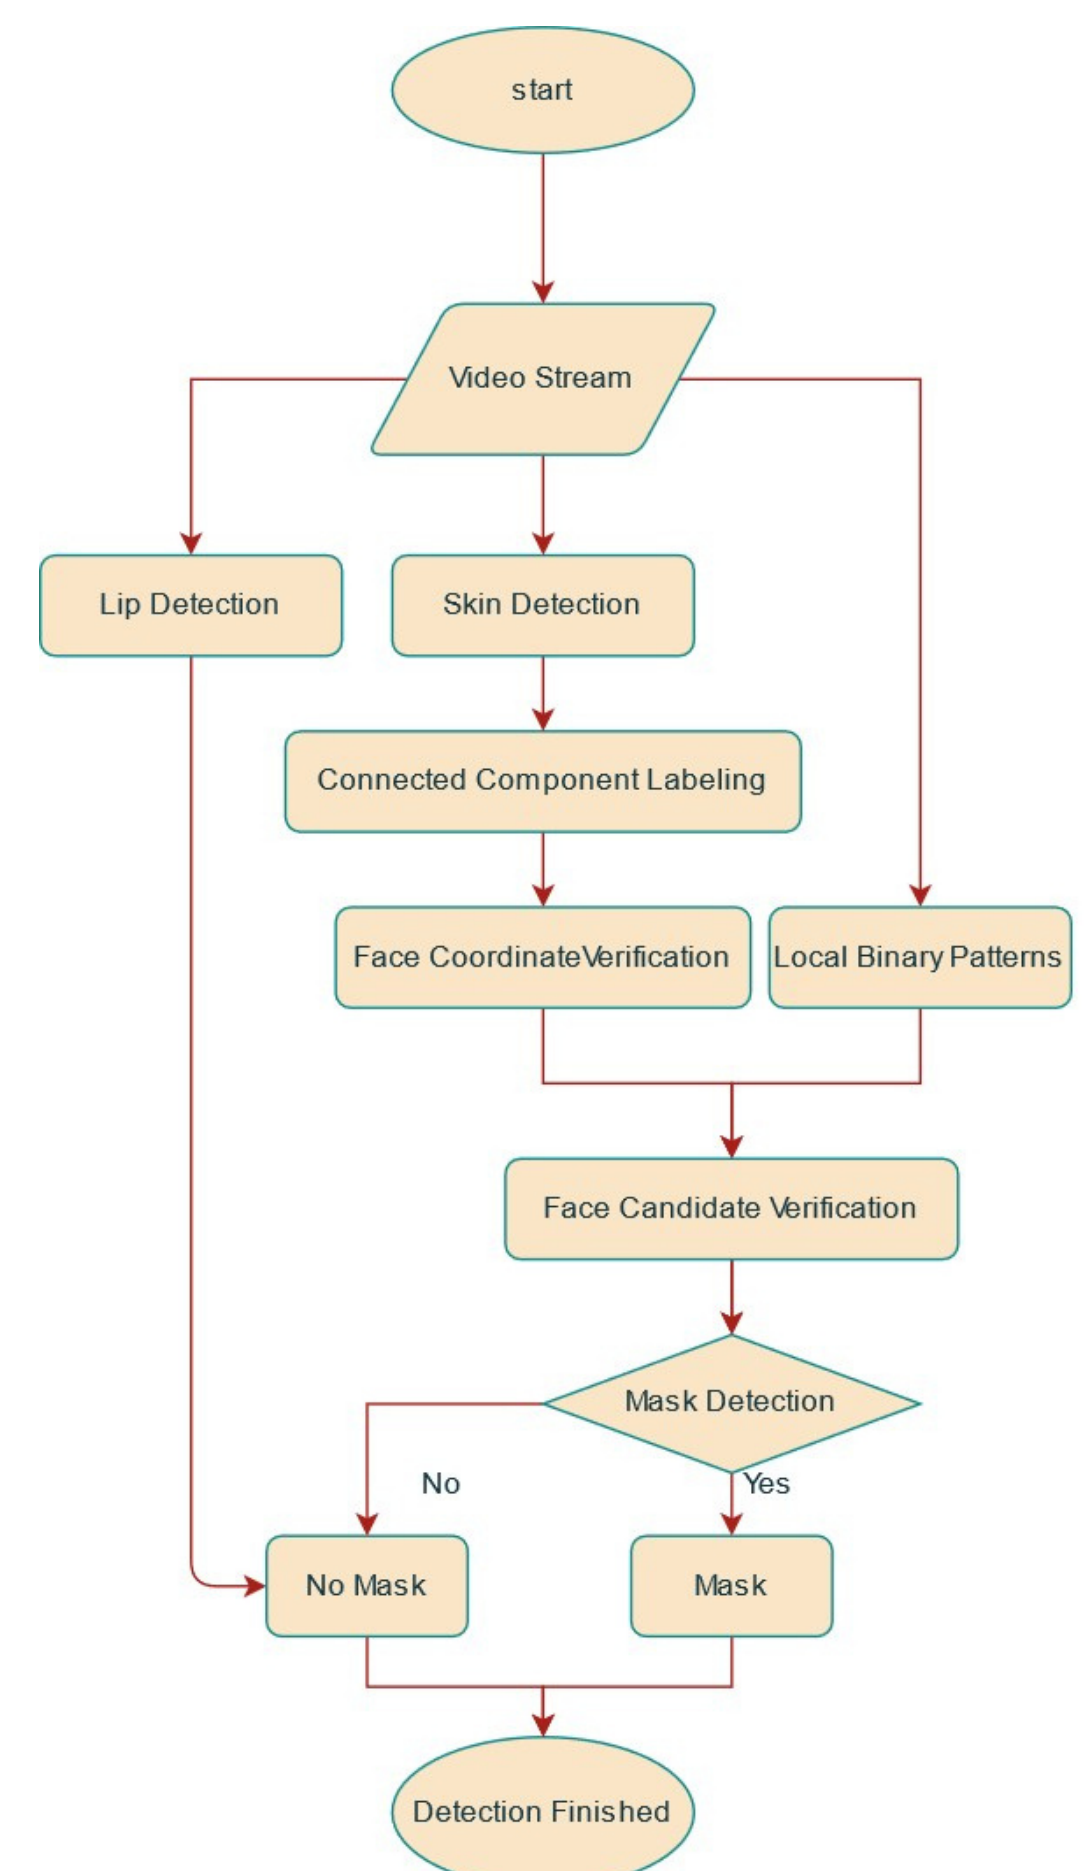 start
Video Stream
Lip Detection
Skin Detection
Connected Component Labeling
Face CoordinateVerification
Local Binary Patterns
Face Candidate Verification
Mask Detection
No
Yes
No Mask
Mask
Detection Finished